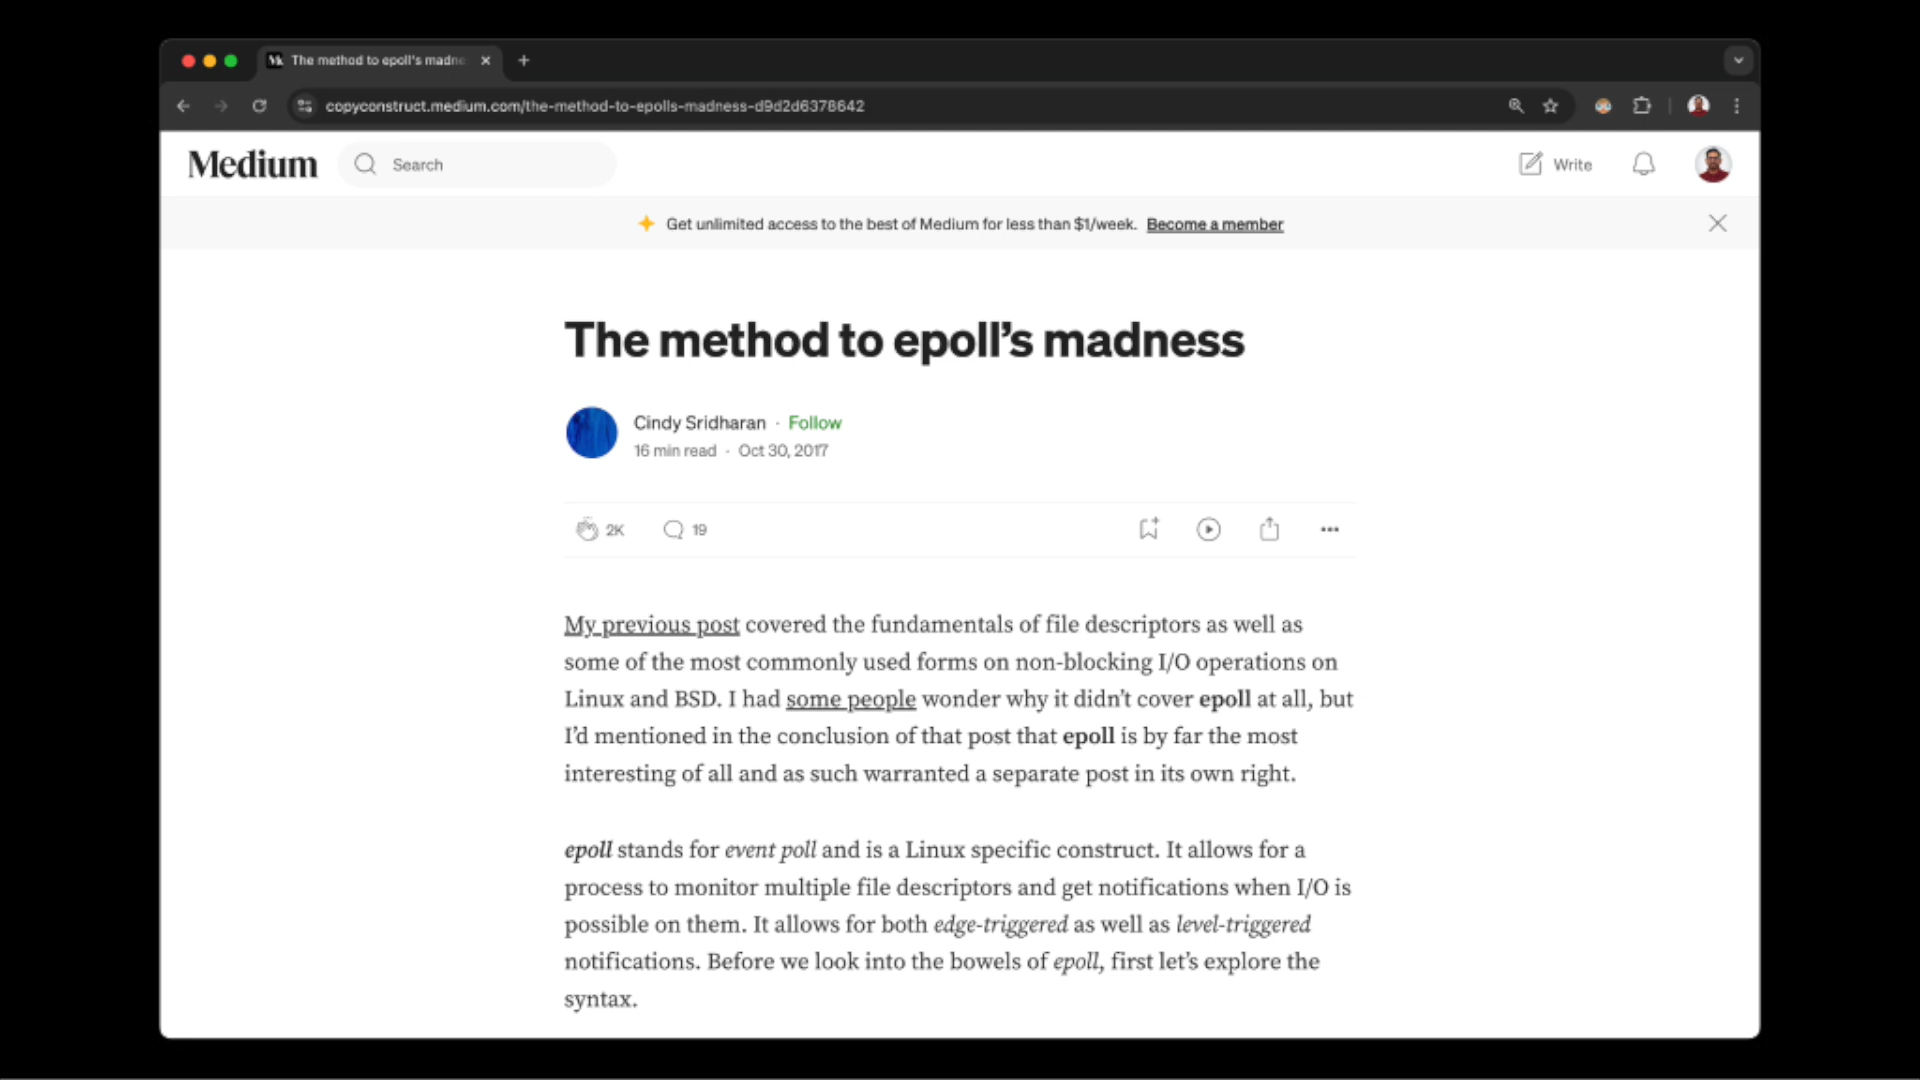 The method to epoll's madne
copyconstruct.medium.com/the-method-to-epolls-madness-d9d2d6378642
Medium
Search
Write
Get unlimited access to the best of Medium for less than $1/week. Become a member
The method to epoll’s madness
Cindy Sridharan · Follow
16 min read · Oct 30, 2017
2K
19
My previous post covered the fundamentals of file descriptors as well as
some of the most commonly used forms on non-blocking I/O operations on
Linux and BSD. I had some people wonder why it didn’t cover epoll at all, but
I’d mentioned in the conclusion of that post that epoll is by far the most
interesting of all and as such warranted a separate post in its own right.
epoll stands for event poll and is a Linux specific construct. It allows for a
process to monitor multiple file descriptors and get notifications when I/O is
possible on them. It allows for both edge-triggered as well as level-triggered
notifications. Before we look into the bowels of epoll, first let’s explore the
syntax.